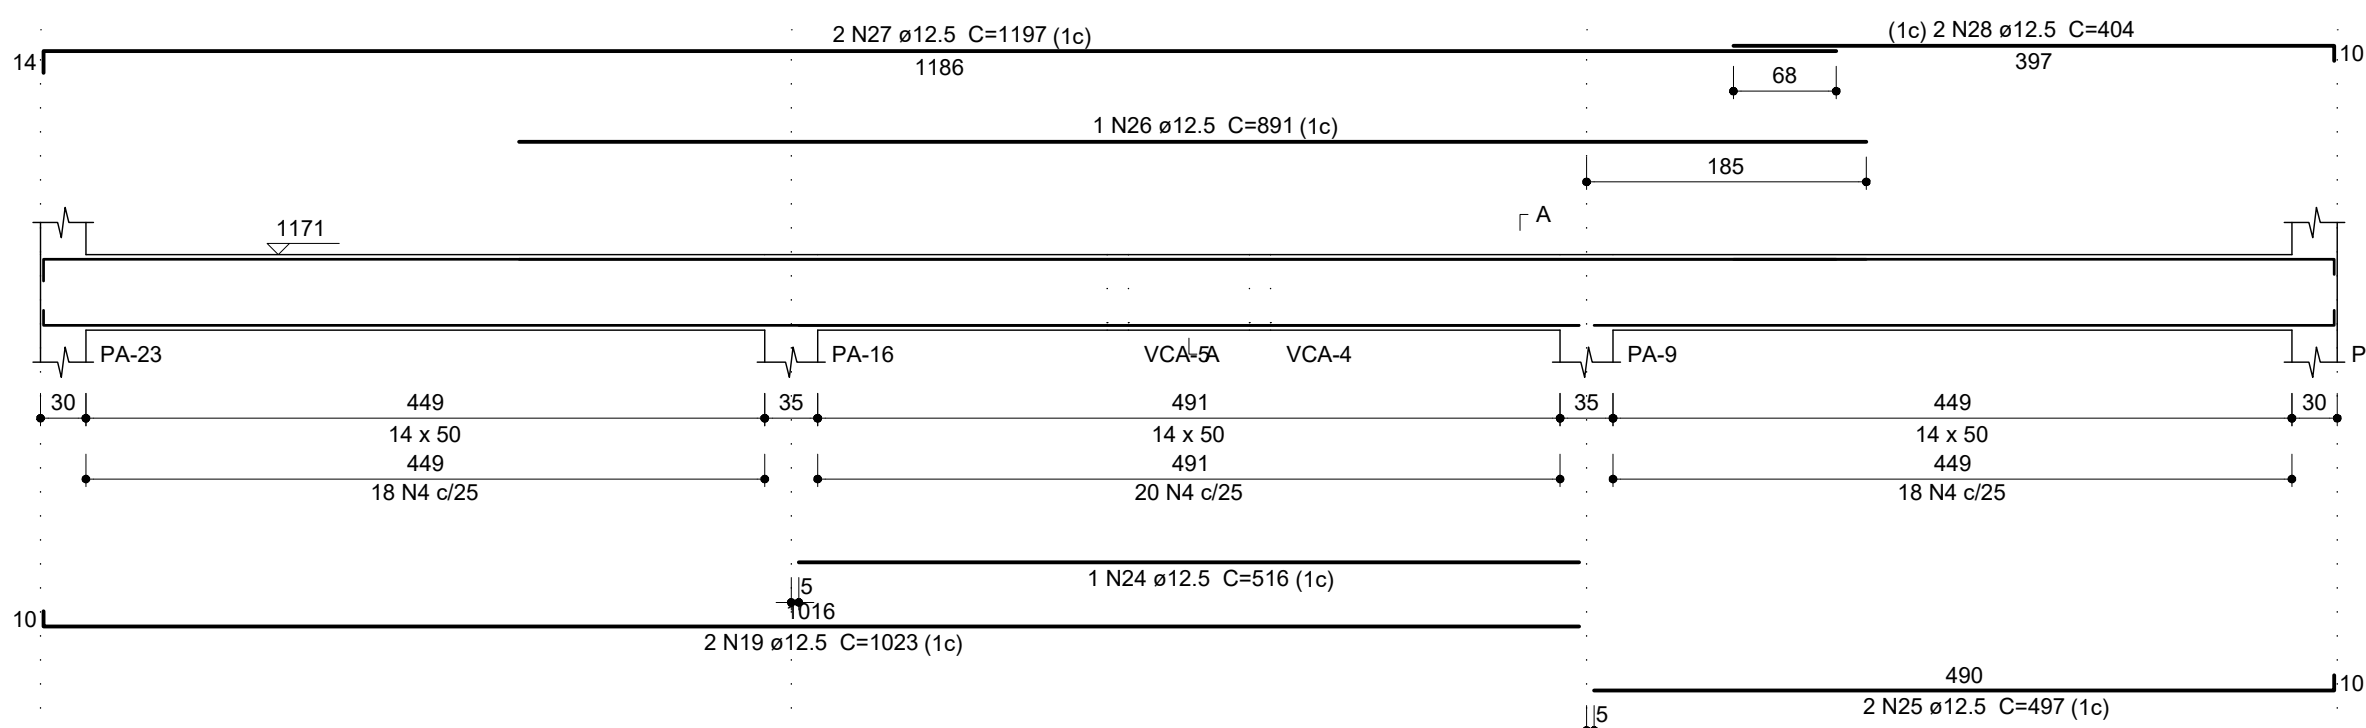 2 N27 ø12.5 C=1197 (1c)
(1c) 2 N28 ø12.5 C=404
14
1186
397
10
68
1 N26 ø12.5 C=891 (1c)
185
A
1171
PA-23
PA-16
VCA-5
A
VCA-4
PA-9
P
30
449
35
491
35
449
30
14 x 50
14 x 50
14 x 50
449
491
449
18 N4 c/25
20 N4 c/25
18 N4 c/25
1 N24 ø12.5 C=516 (1c)
5
1016
10
2 N19 ø12.5 C=1023 (1c)
490
10
2 N25 ø12.5 C=497 (1c)
5